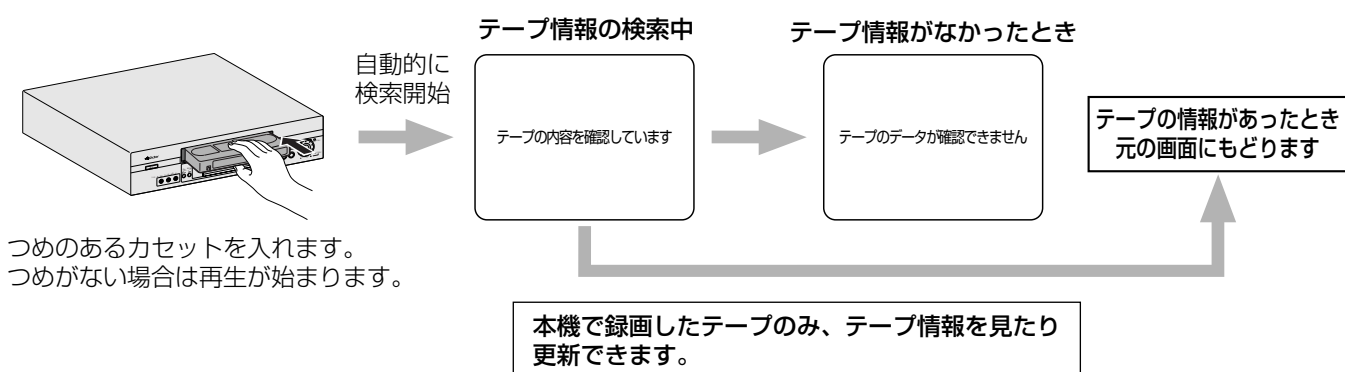 テープ情報の検索中
テープ情報がなかったとき
自動的に
検索開始
テープの内容を確認しています
テープのデータが確認できません
テープの情報があったとき
元の画面にもどります
つめのあるカセットを入れます。
つめがない場合は再生が始まります。
本機で録画したテープのみ、テープ情報を見たり
更新できます。